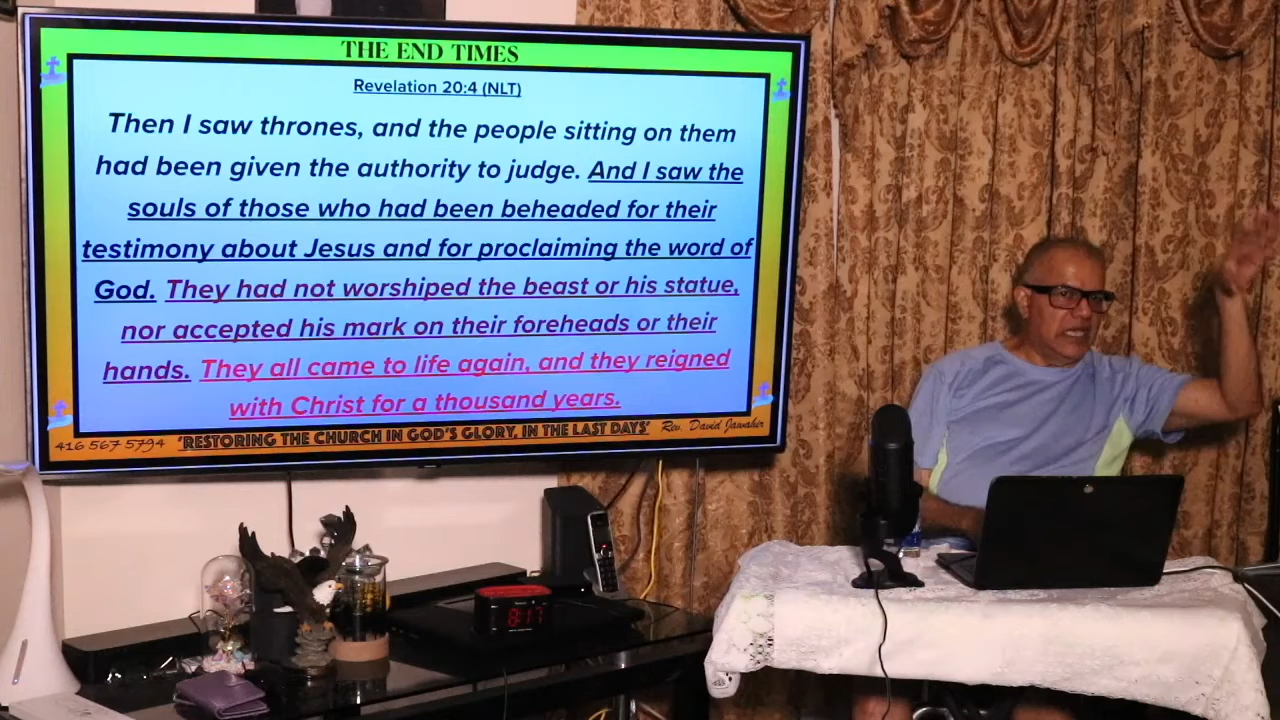 THE END TIMES
Revelation 20:4 (NLT)
Then I saw thrones, and the people sitting on them
had been given the authority to judge. And I saw the
souls of those who had been beheaded for their
testimony about Jesus and for proclaiming the word of
God. They had not worshiped the beast or his statue,
nor accepted his mark on their foreheads or their
hands. They all came to life again, and they reigned
with Christ for a thousand years.
416 567 5794 'RESTORING THE CHURCH IN GOD'S GLORY, IN THE LAST DAYS' Rev. David Jawaher
8:17